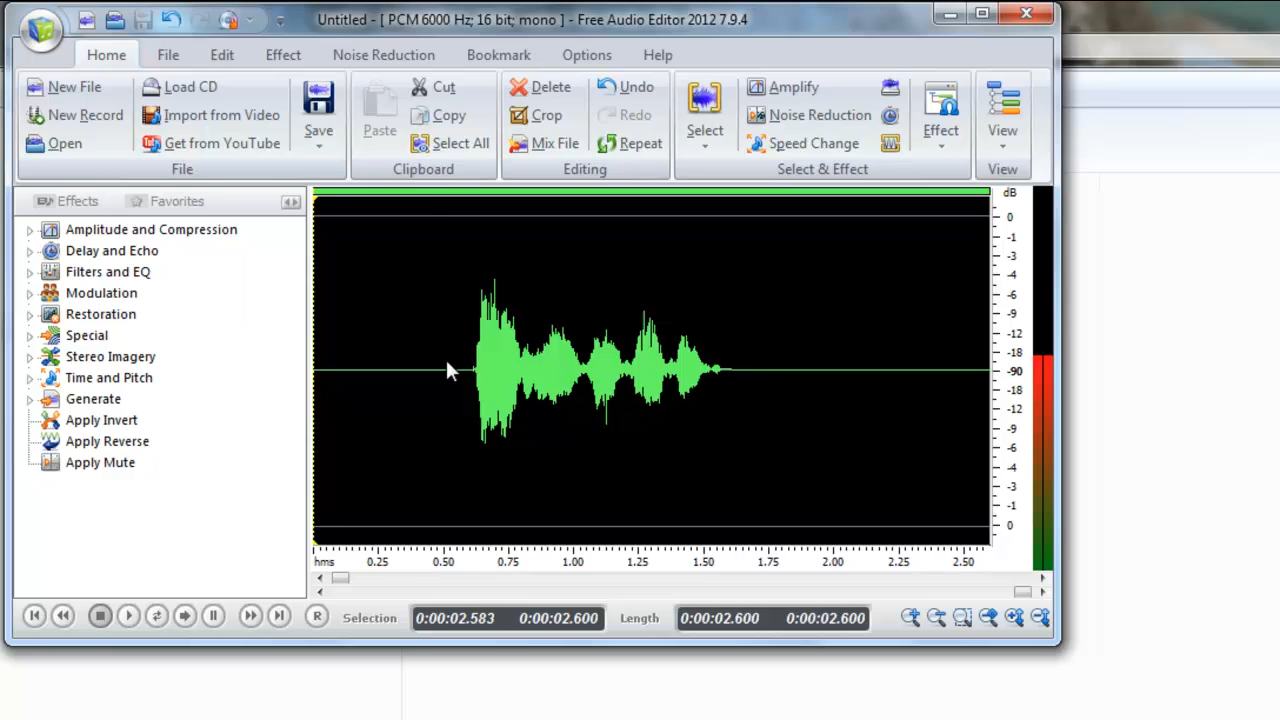 Untitled - [ PCM 6000 Hz; 16 bit; mono ] - Free Audio Editor 2012 7.9.4
Home File Edit Effect Noise Reduction Bookmark Options Help
New File Load CD Cut Delete Undo Amplify
New Record Import from Video Copy Crop Redo Noise Reduction
Open Get from YouTube Save Paste Select All Mix File Repeat Select Speed Change Effect View
File Clipboard Editing Select & Effect View
Effects Favorites
Amplitude and Compression
Delay and Echo
Filters and EQ
Modulation
Restoration
Special
Stereo Imagery
Time and Pitch
Generate
Apply Invert
Apply Reverse
Apply Mute
dB
0
-1
-3
-4
-6
-9
-12
-18
-90
-18
-12
-9
-6
-4
-3
-1
0
hms 0.25 0.50 0.75 1.00 1.25 1.50 1.75 2.00 2.25 2.50
R Selection 0:00:02.583 0:00:02.600 Length 0:00:02.600 0:00:02.600